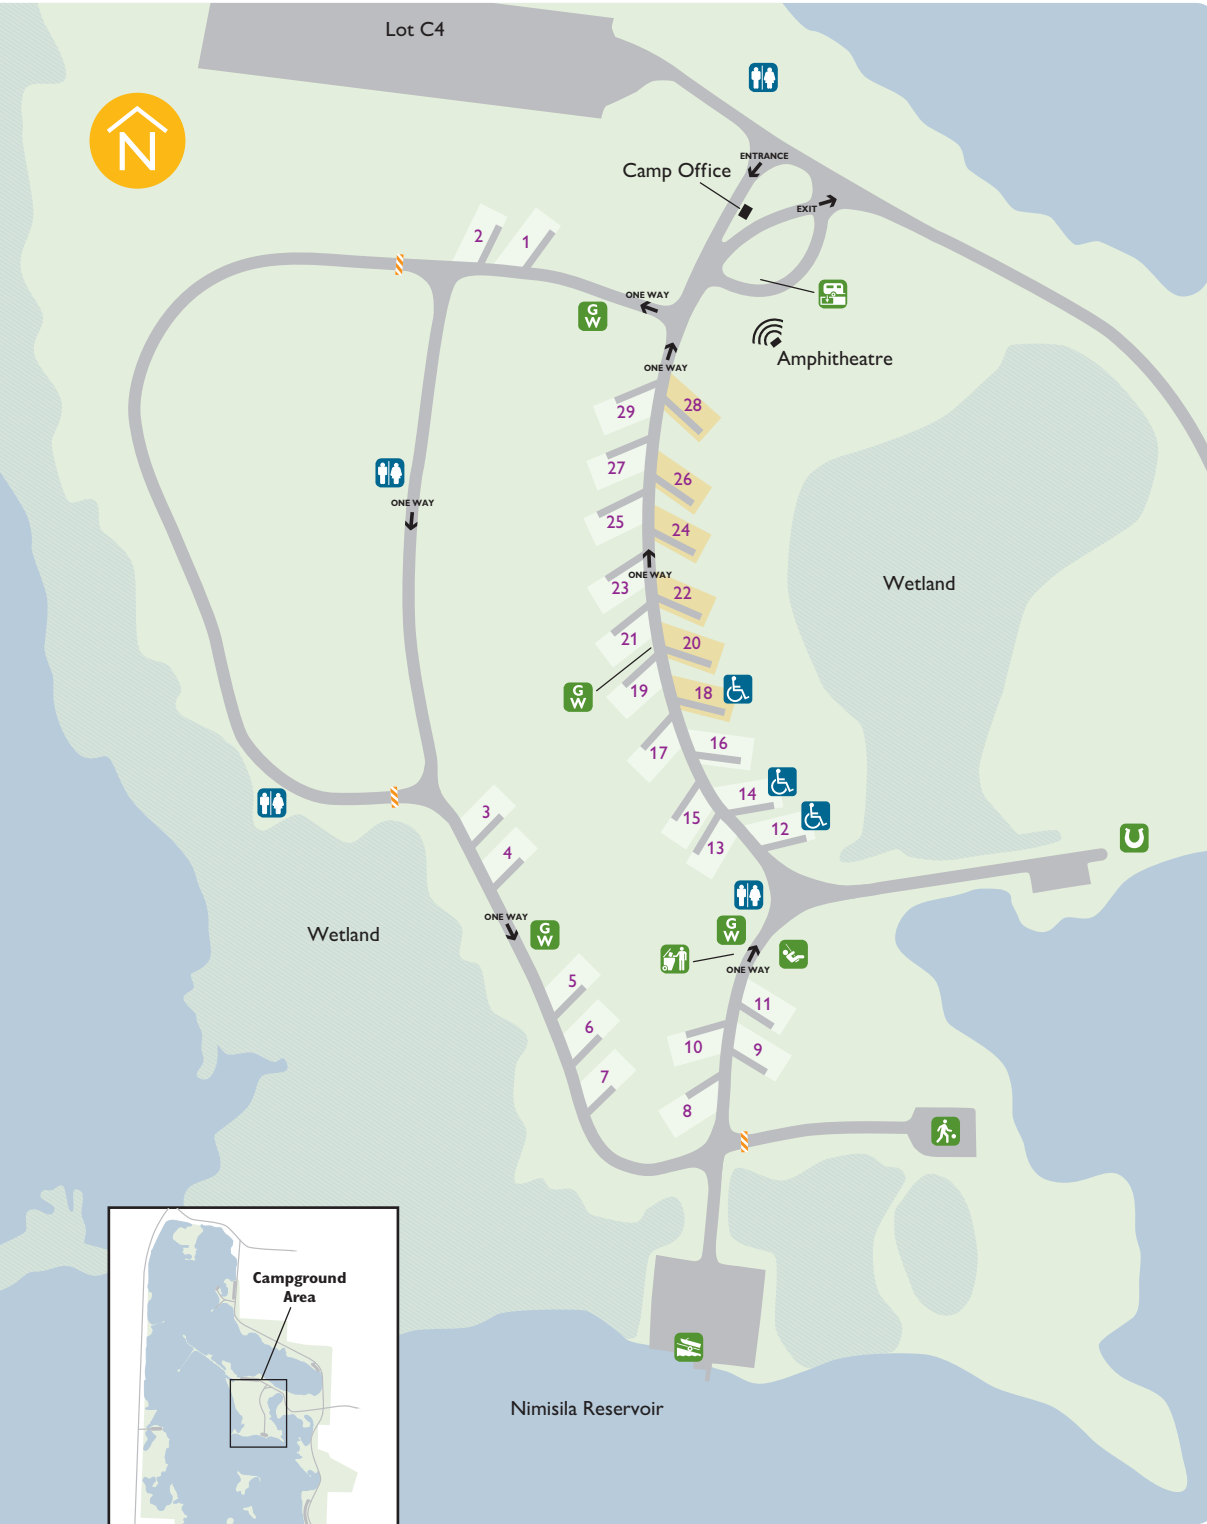 Lot C4
N
ENTRANCE
Camp Office
EXIT
2
1
ONE WAY
G
W
Amphitheatre
ONE WAY
29
28
27
26
25
24
ONE WAY
ONE WAY
23
22
21
20
G
W
19
18
17
16
Wetland
14
15
12
13
3
4
ONE WAY
G
W
G
W
ONE WAY
Wetland
5
6
7
11
10
9
8
Campground
Area
Nimisila Reservoir